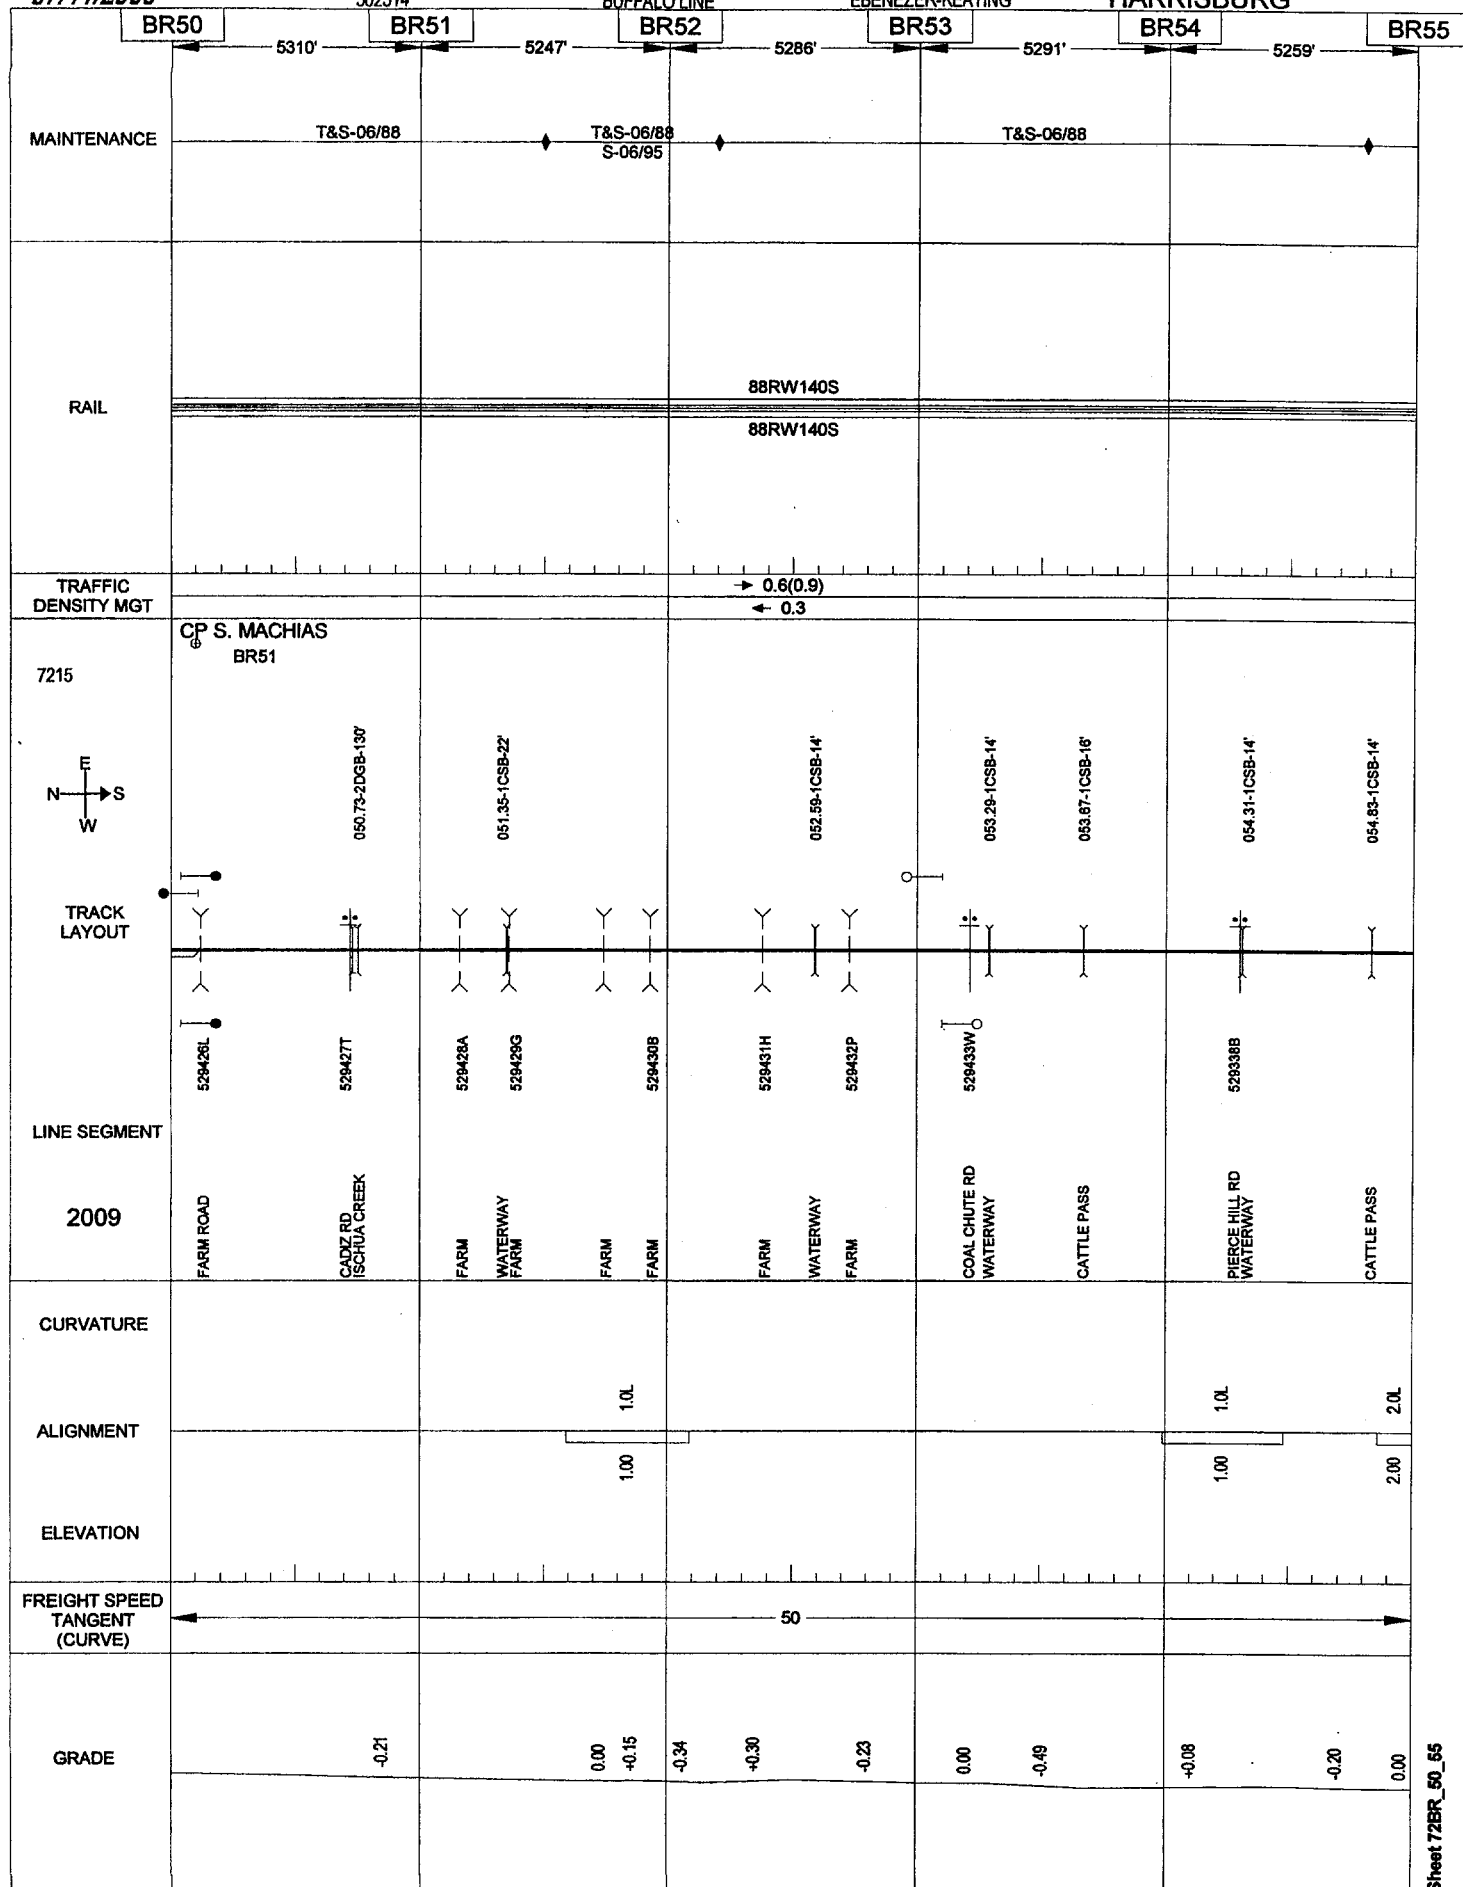 BUFFALO LINE
EBENEZER-KEATING
HARRISBURG
BR50
BR51
BR52
BR53
BR54
BR55
5310'
5247'
5286'
5291'
5259'
MAINTENANCE
T&S-06/88
T&S-06/88
S-06/95
T&S-06/88
RAIL
88RW140S
88RW140S
TRAFFIC
DENSITY MGT
0.6(0.9)
0.3
CP S. MACHIAS
BR51
7215
E
N
S
W
050.73-2DGB-130'
051.35-1CSB-22'
052.59-1CSB-14'
053.29-1CSB-14'
053.67-1CSB-16'
054.31-1CSB-14'
054.83-1CSB-14'
TRACK
LAYOUT
529426L
529427T
529428A
529429G
529430B
529431H
529432P
529433W
529338B
LINE SEGMENT
2009
FARM ROAD
CADIZ RD
ISCHUA CREEK
FARM
WATERWAY
FARM
FARM
FARM
FARM
WATERWAY
FARM
COAL CHUTE RD
WATERWAY
CATTLE PASS
PIERCE HILL RD
WATERWAY
CATTLE PASS
CURVATURE
1.0L
1.0L
2.0L
ALIGNMENT
1.00
1.00
2.00
ELEVATION
FREIGHT SPEED
TANGENT
(CURVE)
50
GRADE
-0.21
0.00
+0.15
-0.34
+0.30
-0.23
0.00
-0.49
+0.08
-0.20
0.00
Sheet 72BR_50_55